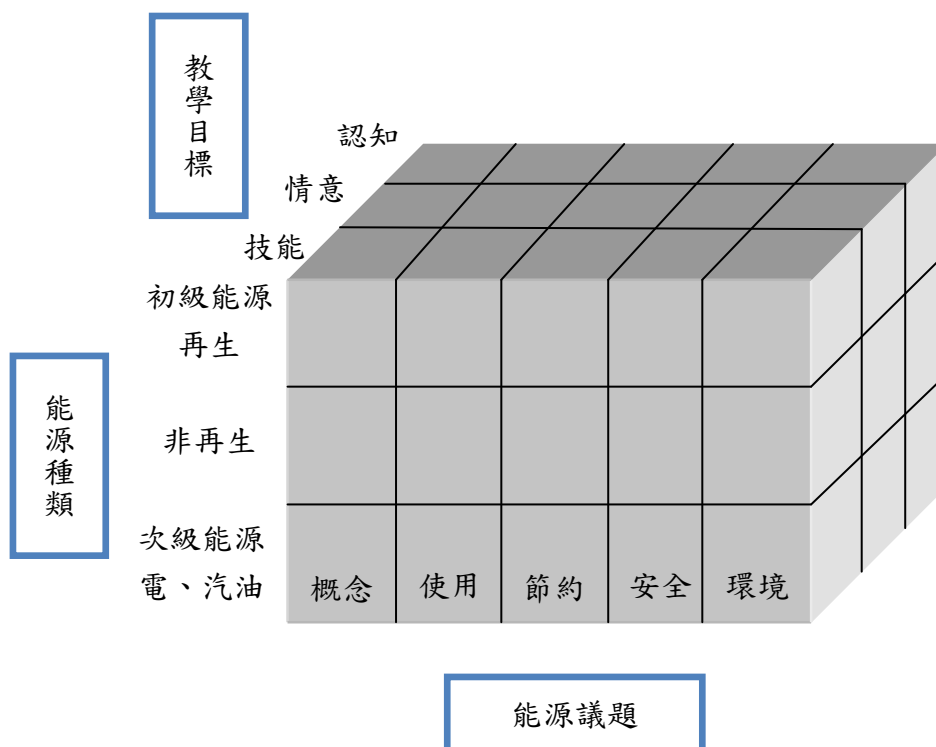 教學目標
認知
情意
技能
初級能源
再生
能源種類
非再生
次級能源
電、汽油
概念
使用
節約
安全
環境
能源議題